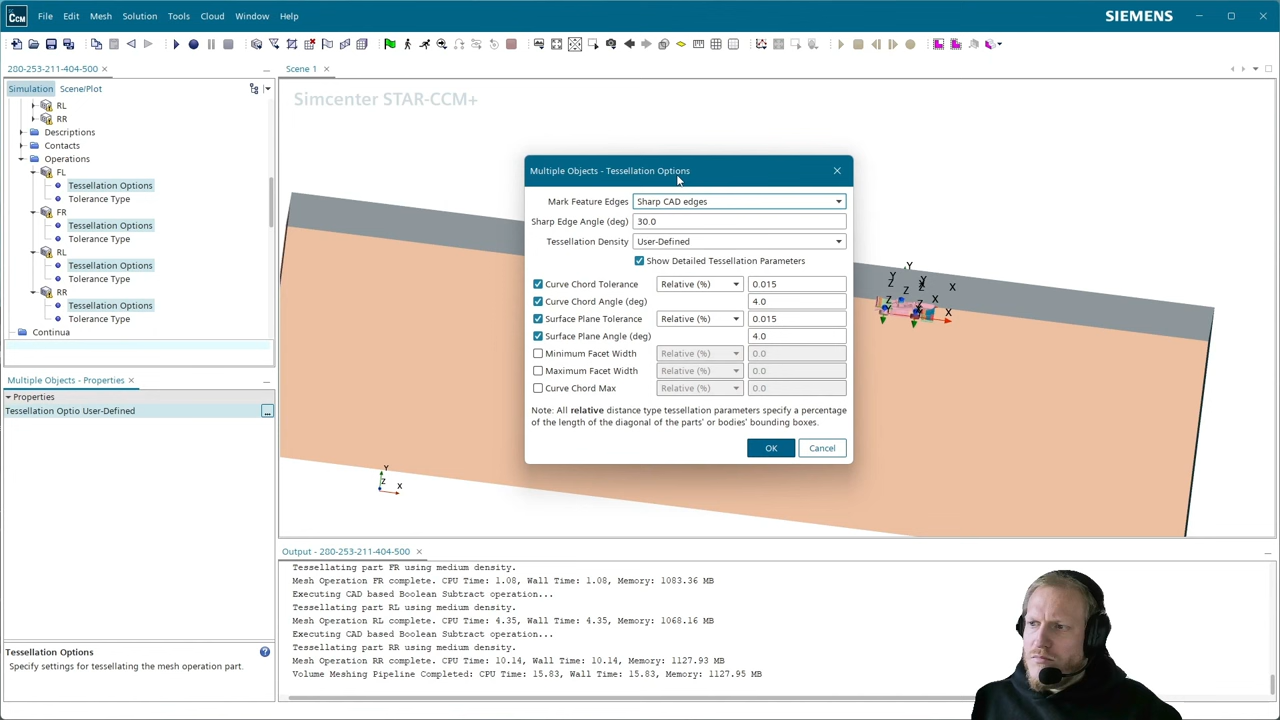 CCM
File Edit Mesh Solution Tools Cloud Window Help
SIEMENS
280-253-211-404-500
Scene 1
Simulation Scene/Plot
RL
RR
Descriptions
Contacts
Operations
FL
Tessellation Options
Tolerance Type
FR
Tessellation Options
Tolerance Type
RL
Tessellation Options
Tolerance Type
RR
Tessellation Options
Tolerance Type
Continua
Multiple Objects - Properties
Properties
Tessellation Optio User-Defined
...
Tessellation Options
Specify settings for tessellating the mesh operation part.
Simcenter STAR-CCM+
Multiple Objects - Tessellation Options
Mark Feature Edges Sharp CAD edges
Sharp Edge Angle (deg) 30.0
Tessellation Density User-Defined
Show Detailed Tessellation Parameters
Curve Chord Tolerance Relative (%) 0.015
Curve Chord Angle (deg) 4.0
Surface Plane Tolerance Relative (%) 0.015
Surface Plane Angle (deg) 4.0
Minimum Facet Width Relative (%) 0.0
Maximum Facet Width Relative (%) 0.0
Curve Chord Max Relative (%) 0.0
Note: All relative distance type tessellation parameters specify a percentage
of the length of the diagonal of the parts' or bodies' bounding boxes.
OK Cancel
Y
Y Y
Z Z X
Z X
Y
Z X
Output - 280-253-211-404-500
Tessellating part FR using medium density.
Mesh Operation FR complete. CPU Time: 1.08, Wall Time: 1.08, Memory: 1083.36 MB
Executing CAD based Boolean Subtract operation...
Tessellating part RL using medium density.
Mesh Operation RL complete. CPU Time: 4.35, Wall Time: 4.35, Memory: 1068.16 MB
Executing CAD based Boolean Subtract operation...
Tessellating part RR using medium density.
Mesh Operation RR complete. CPU Time: 10.14, Wall Time: 10.14, Memory: 1127.93 MB
Volume Meshing Pipeline Completed: CPU Time: 15.83, Wall Time: 15.83, Memory: 1127.95 MB